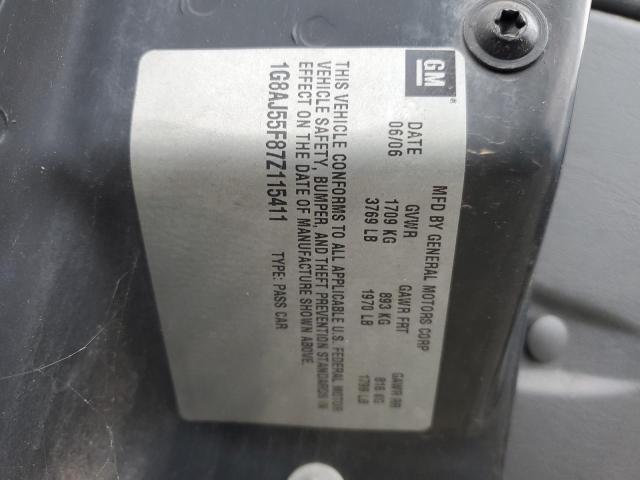 GM
®
MFD BY GENERAL MOTORS CORP
DATE GVWR GAWR FRT GAWR RR
06/06 1709 KG 893 KG 816 KG
3769 LB 1970 LB 1799 LB
THIS VEHICLE CONFORMS TO ALL APPLICABLE U.S. FEDERAL MOTOR
VEHICLE SAFETY, BUMPER, AND THEFT PREVENTION STANDARDS IN
EFFECT ON THE DATE OF MANUFACTURE SHOWN ABOVE.
1G8AJ55F87Z115411 TYPE: PASS CAR